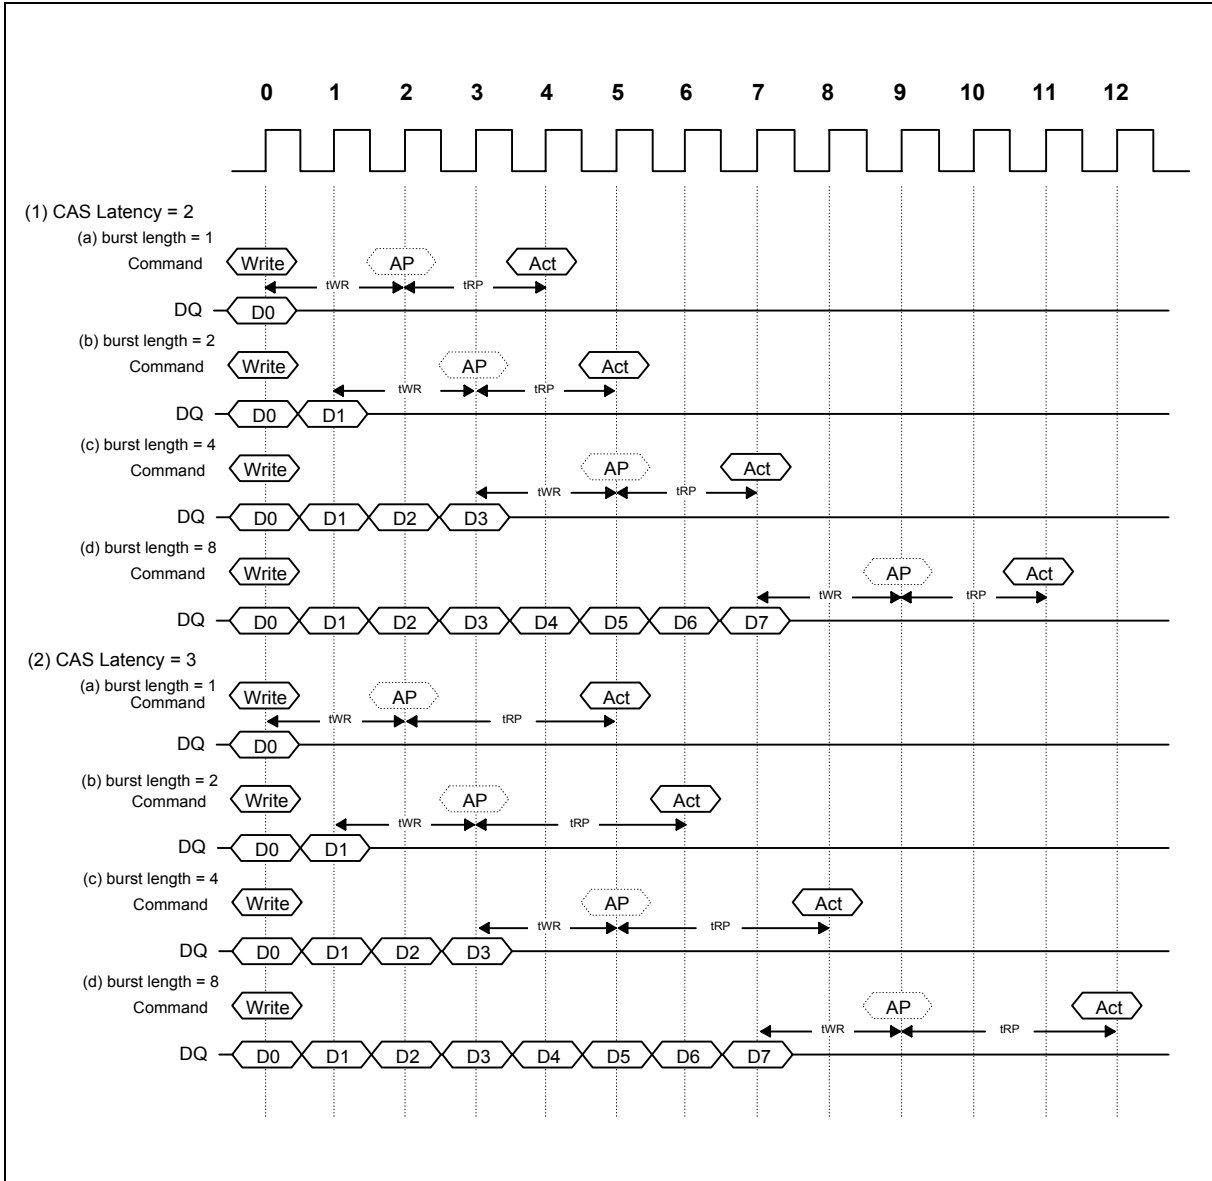 0 1 2 3 4 5 6 7 8 9 10 11 12
(1) CAS Latency = 2
(a) burst length = 1
Command Write AP Act
tWR tRP
DQ D0
(b) burst length = 2
Command Write AP Act
tWR tRP
DQ D0 D1
(c) burst length = 4
Command Write AP Act
tWR tRP
DQ D0 D1 D2 D3
(d) burst length = 8
Command Write AP Act
tWR tRP
DQ D0 D1 D2 D3 D4 D5 D6 D7
(2) CAS Latency = 3
(a) burst length = 1
Command Write AP Act
tWR tRP
DQ D0
(b) burst length = 2
Command Write AP Act
tWR tRP
DQ D0 D1
(c) burst length = 4
Command Write AP Act
tWR tRP
DQ D0 D1 D2 D3
(d) burst length = 8
Command Write AP Act
tWR tRP
DQ D0 D1 D2 D3 D4 D5 D6 D7